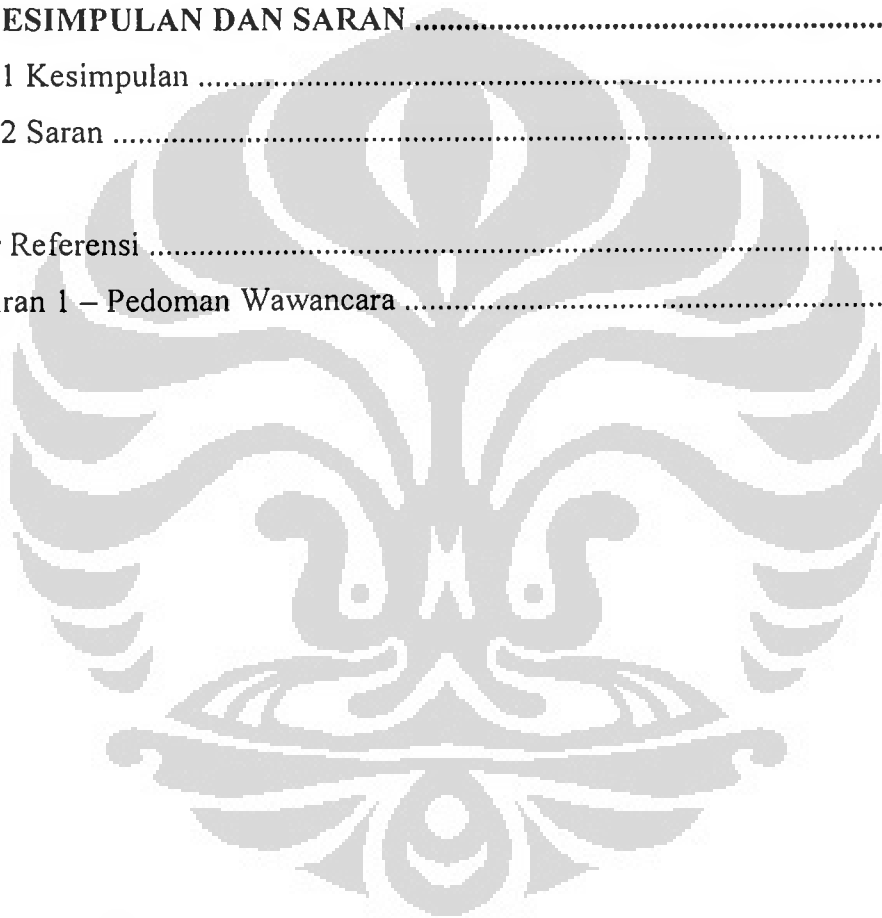 ESIMPULAN DAN SARAN ........................................................................
1 Kesimpulan ........................................................................................................
2 Saran ........................................................................................................................
Referensi ................................................................................................................
ran 1 – Pedoman Wawancara ........................................................................